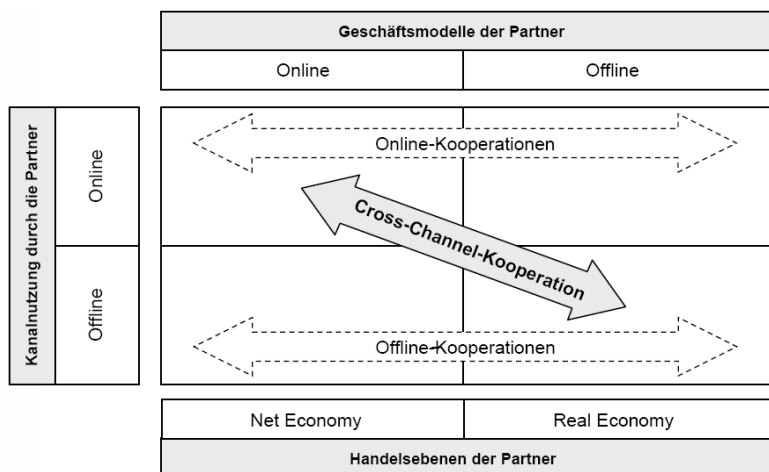 Geschäftsmodelle der Partner
Online
Offline
Kanalnutzung durch die Partner
Online
Offline
Online-Kooperationen
Cross-Channel-Kooperation
Offline-Kooperationen
Net Economy
Real Economy
Handelsebenen der Partner